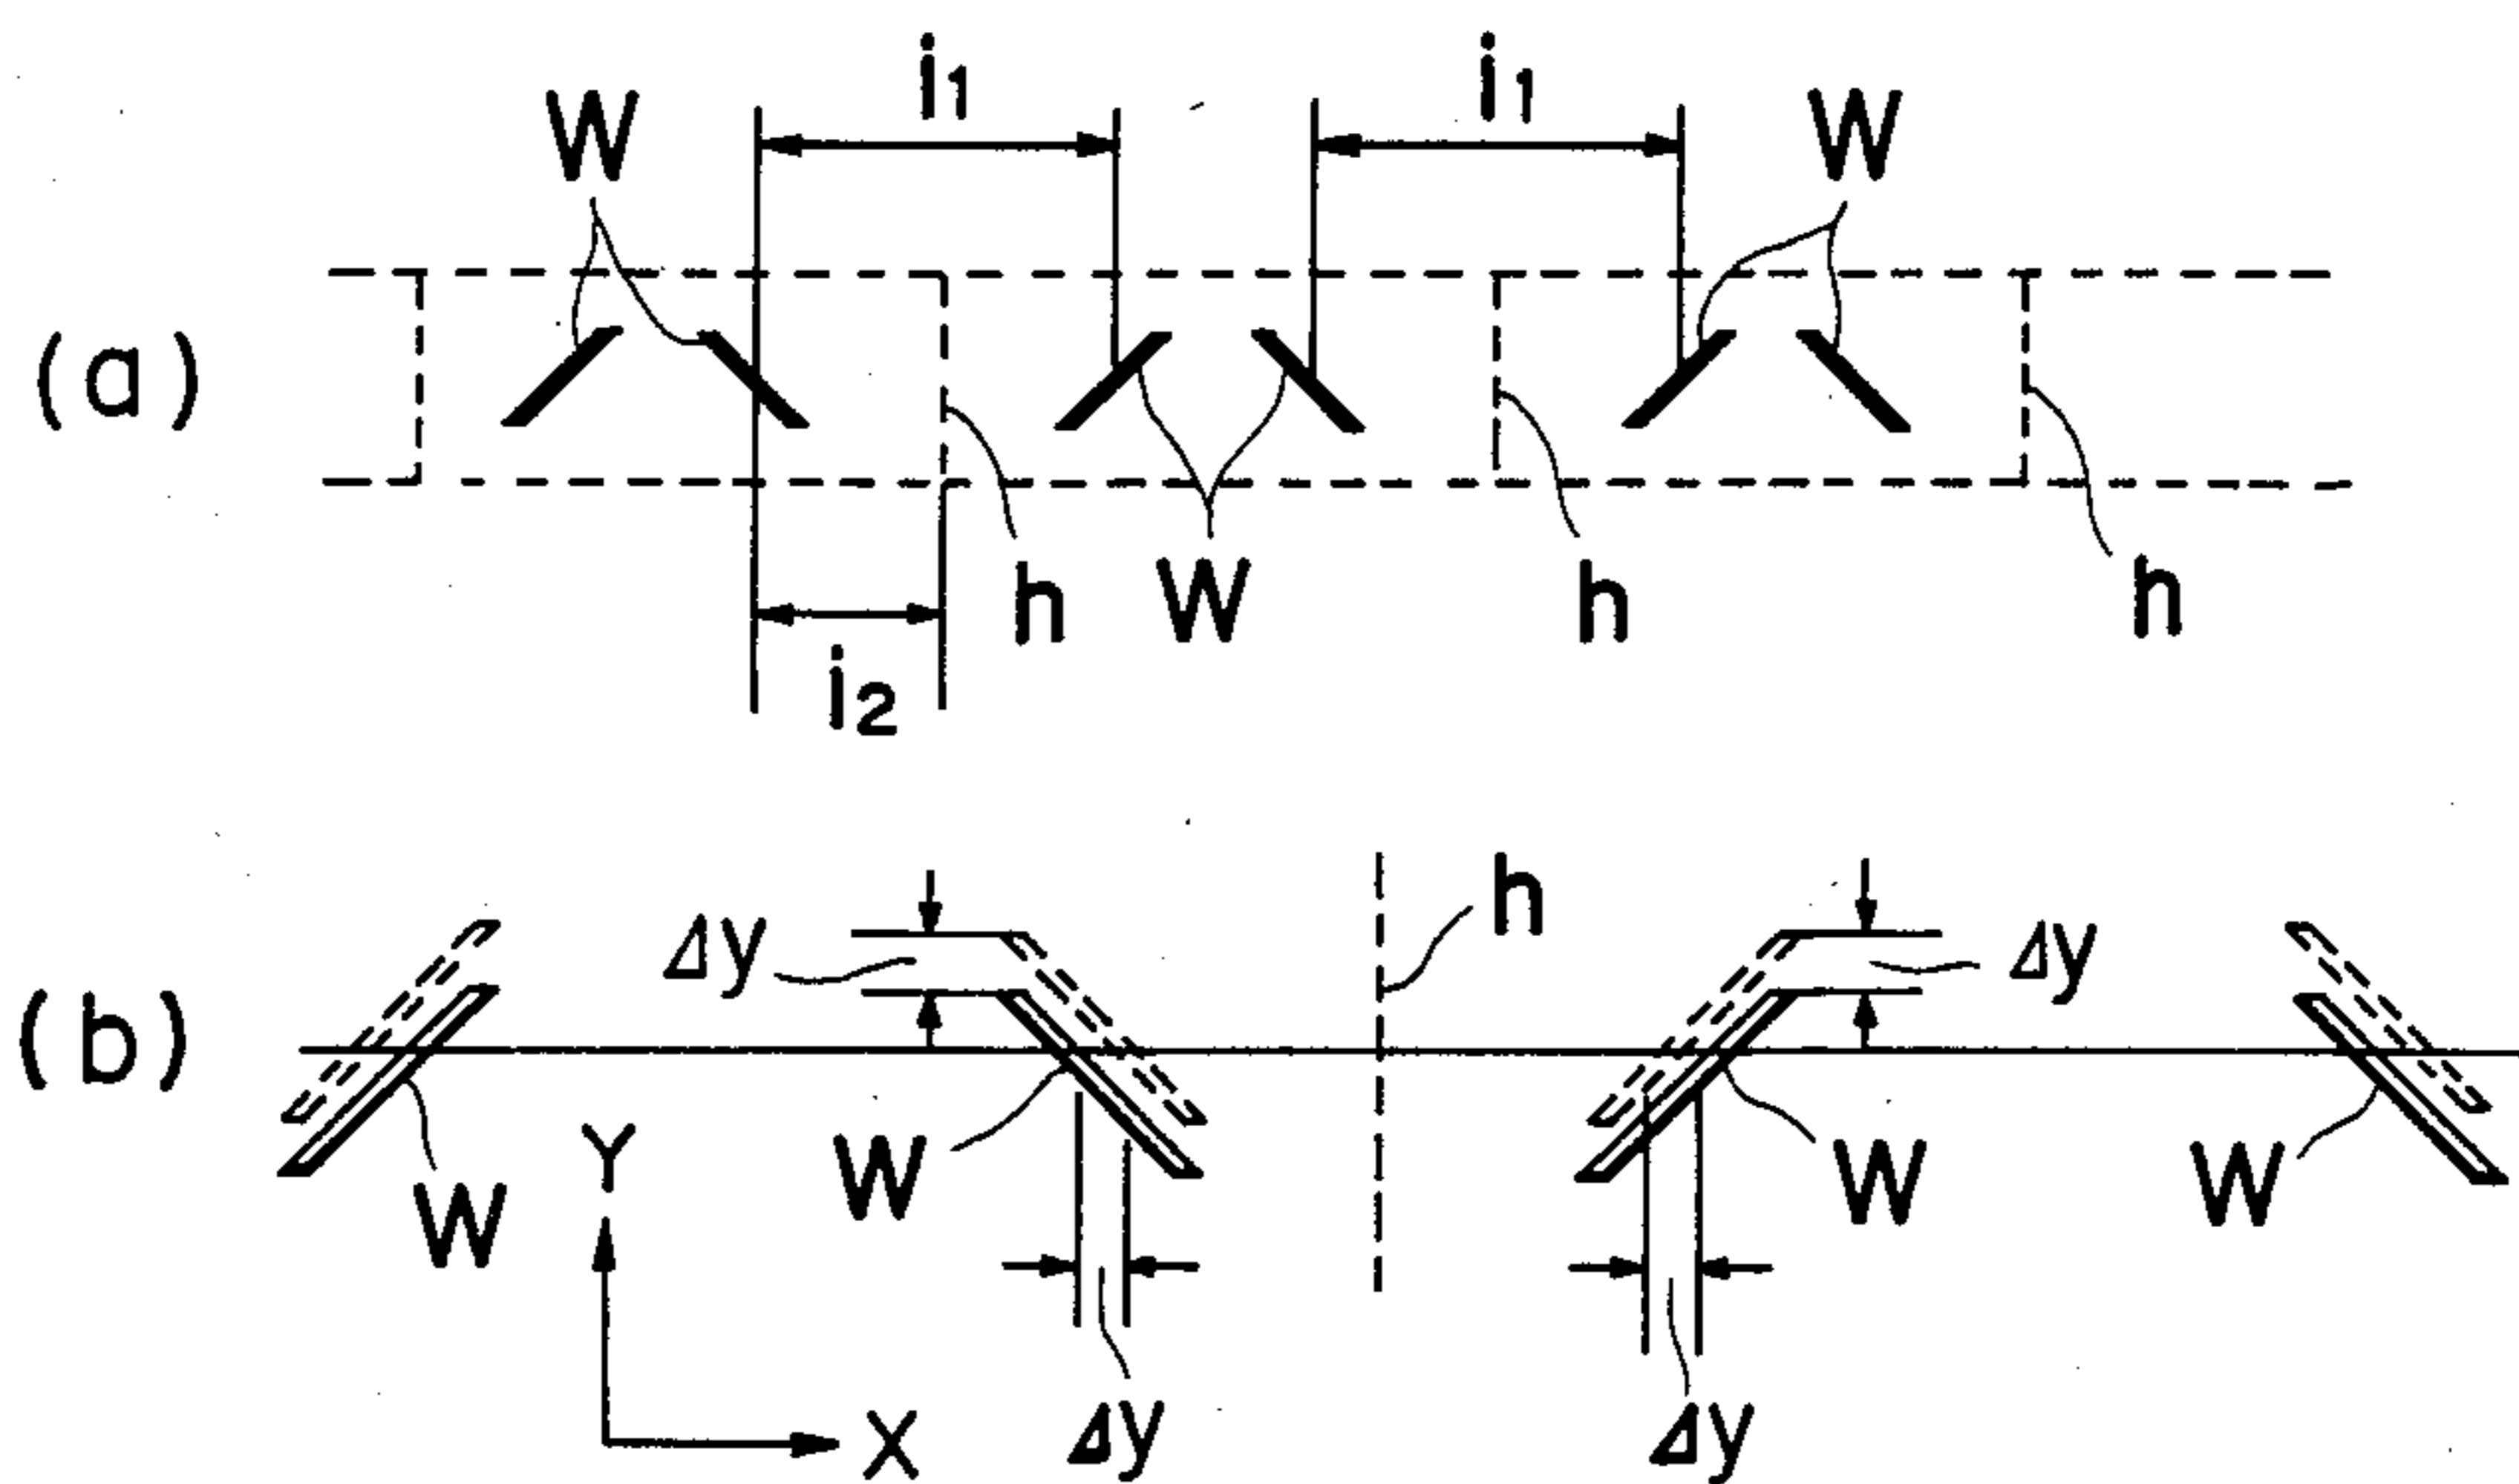 i1 i1
W W
(a)
h W h h
i2
h
Δy Δy
(b)
W W W W
Y
X Δy Δy